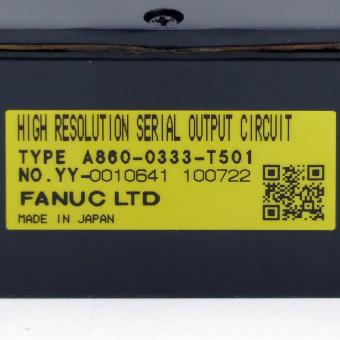 HIGH RESOLUTION SERIAL OUTPUT CIRCUIT
TYPE A860-0333-T501
NO.YY-0010641 100722
FANUC LTD
MADE IN JAPAN